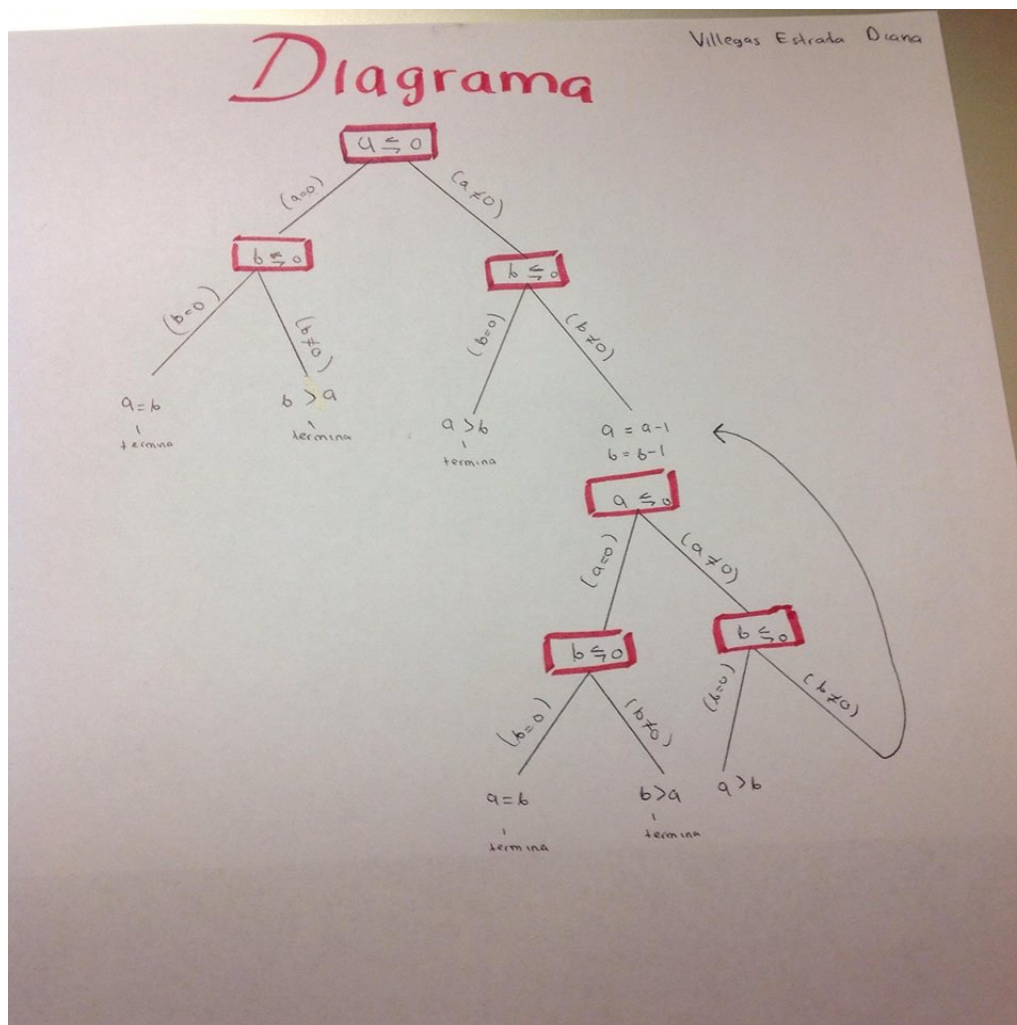 Villegas Estrada Diana
Diagrama
a ≤ 0
(a=0)
(a≠0)
b ≤ 0
b ≤ 0
(b=0)
(b≠0)
(b=0)
(b≠0)
a=b
termina
b > a
termina
a > b
termina
a = a-1
b = b-1
a ≤ 0
(a=0)
(a≠0)
b ≤ 0
b ≤ 0
(b=0)
(b≠0)
(b=0)
(b≠0)
a=b
termina
b>a
termina
a>b